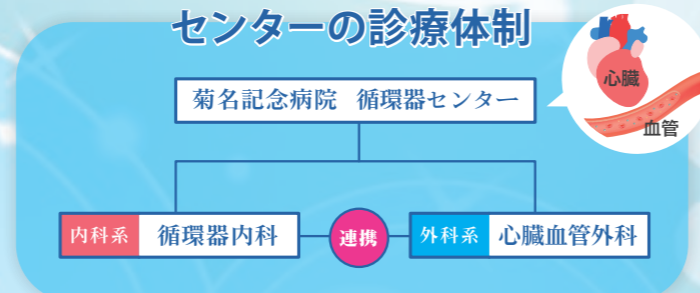 センターの診療体制
心臓
血管
菊名記念病院 循環器センター
内科系 循環器内科
連携
外科系 心臓血管外科